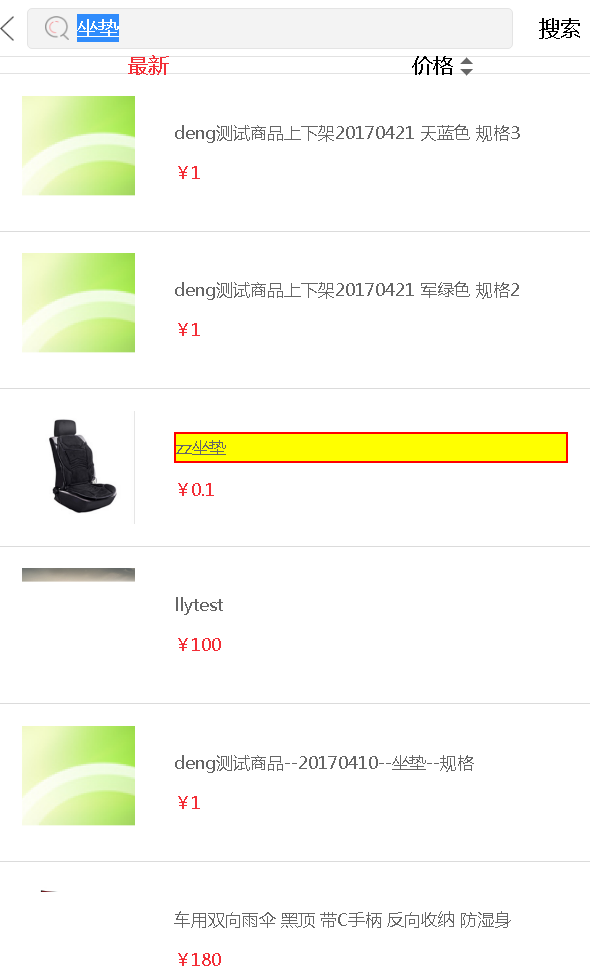 坐垫 搜索
最新 价格
deng测试商品上下架20170421 天蓝色 规格3
¥1
deng测试商品上下架20170421 军绿色 规格2
¥1
zz坐垫
¥0.1
llytest
¥100
deng测试商品--20170410--坐垫--规格
¥1
车用双向雨伞 黑顶 带C手柄 反向收纳 防湿身
¥180